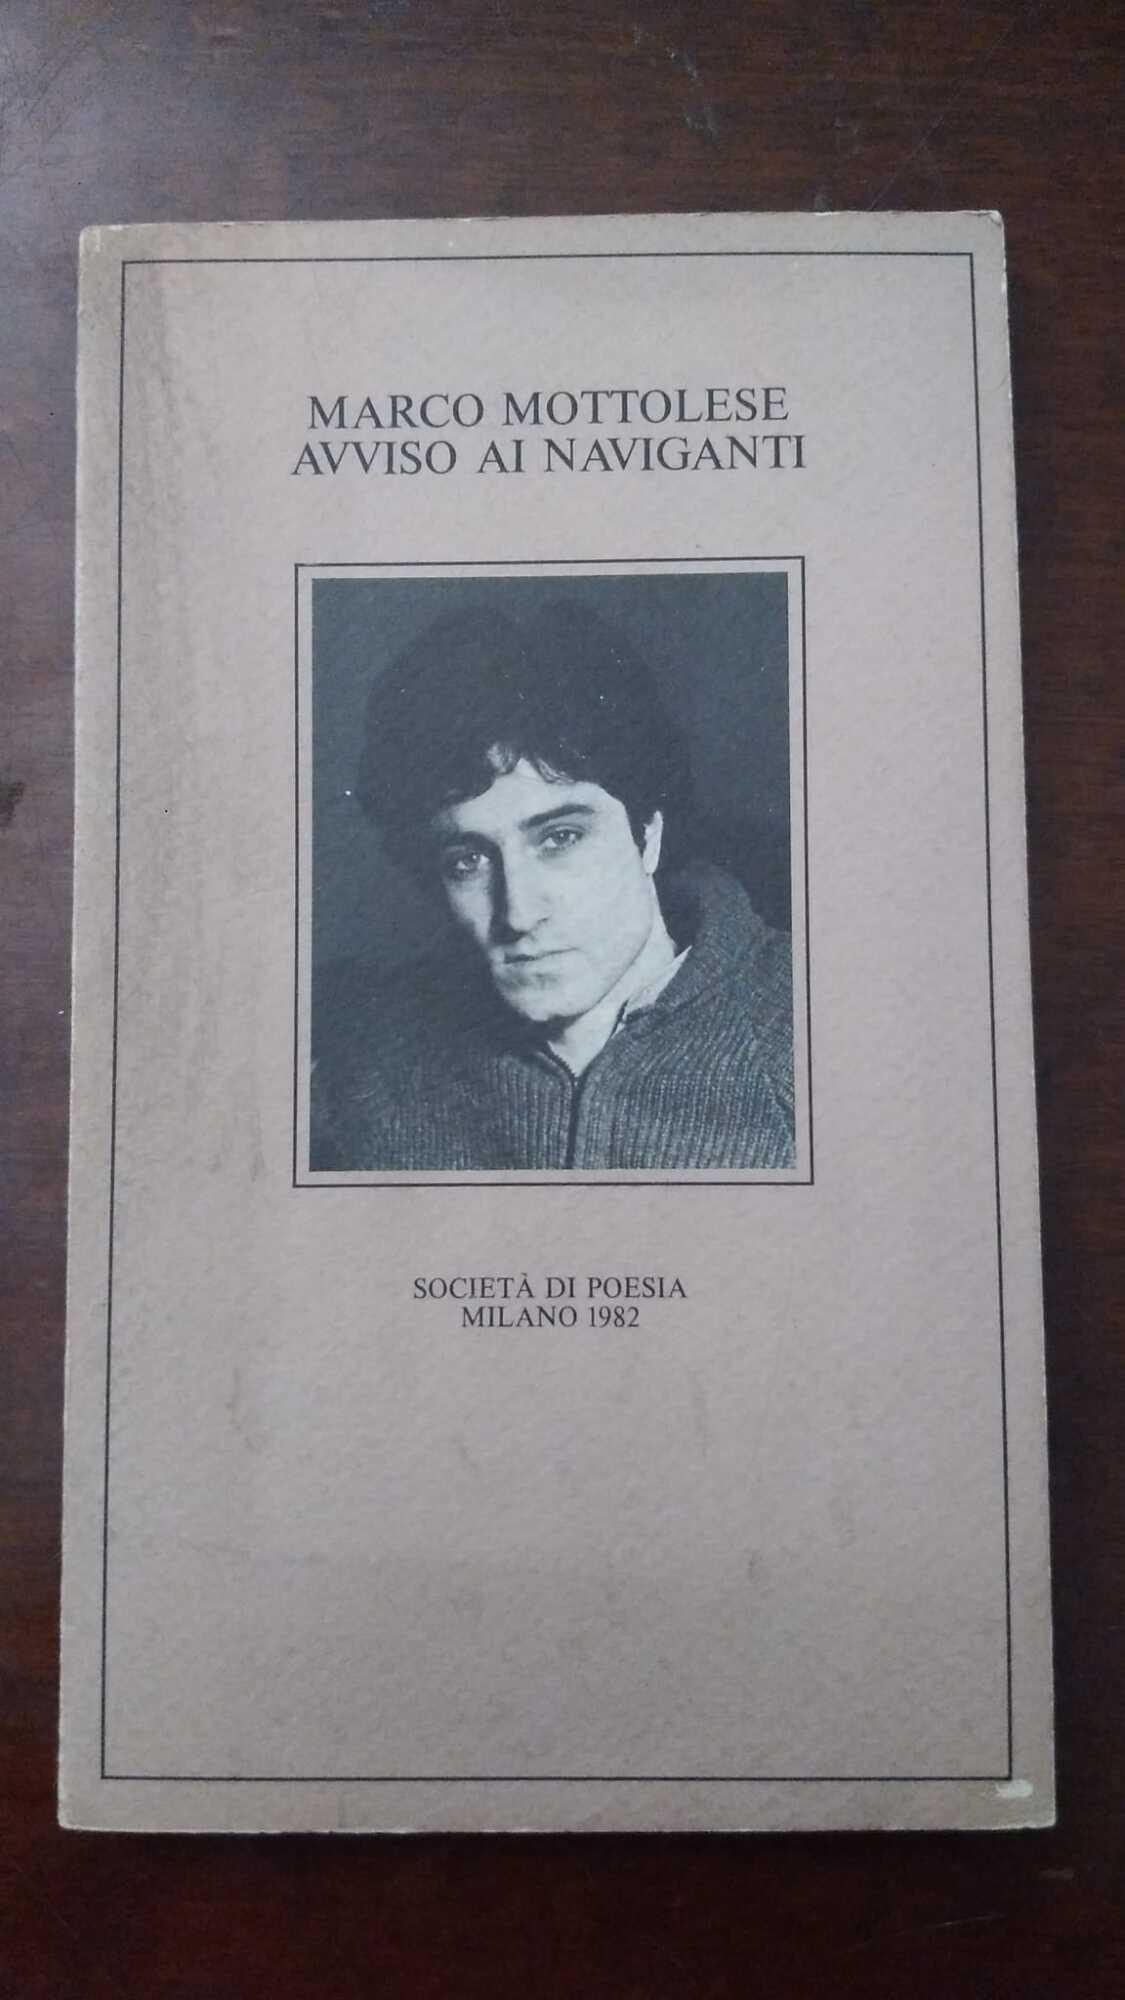 MARCO MOTTOLESE
AVVISO AI NAVIGANTI
SOCIETÀ DI POESIA
MILANO 1982